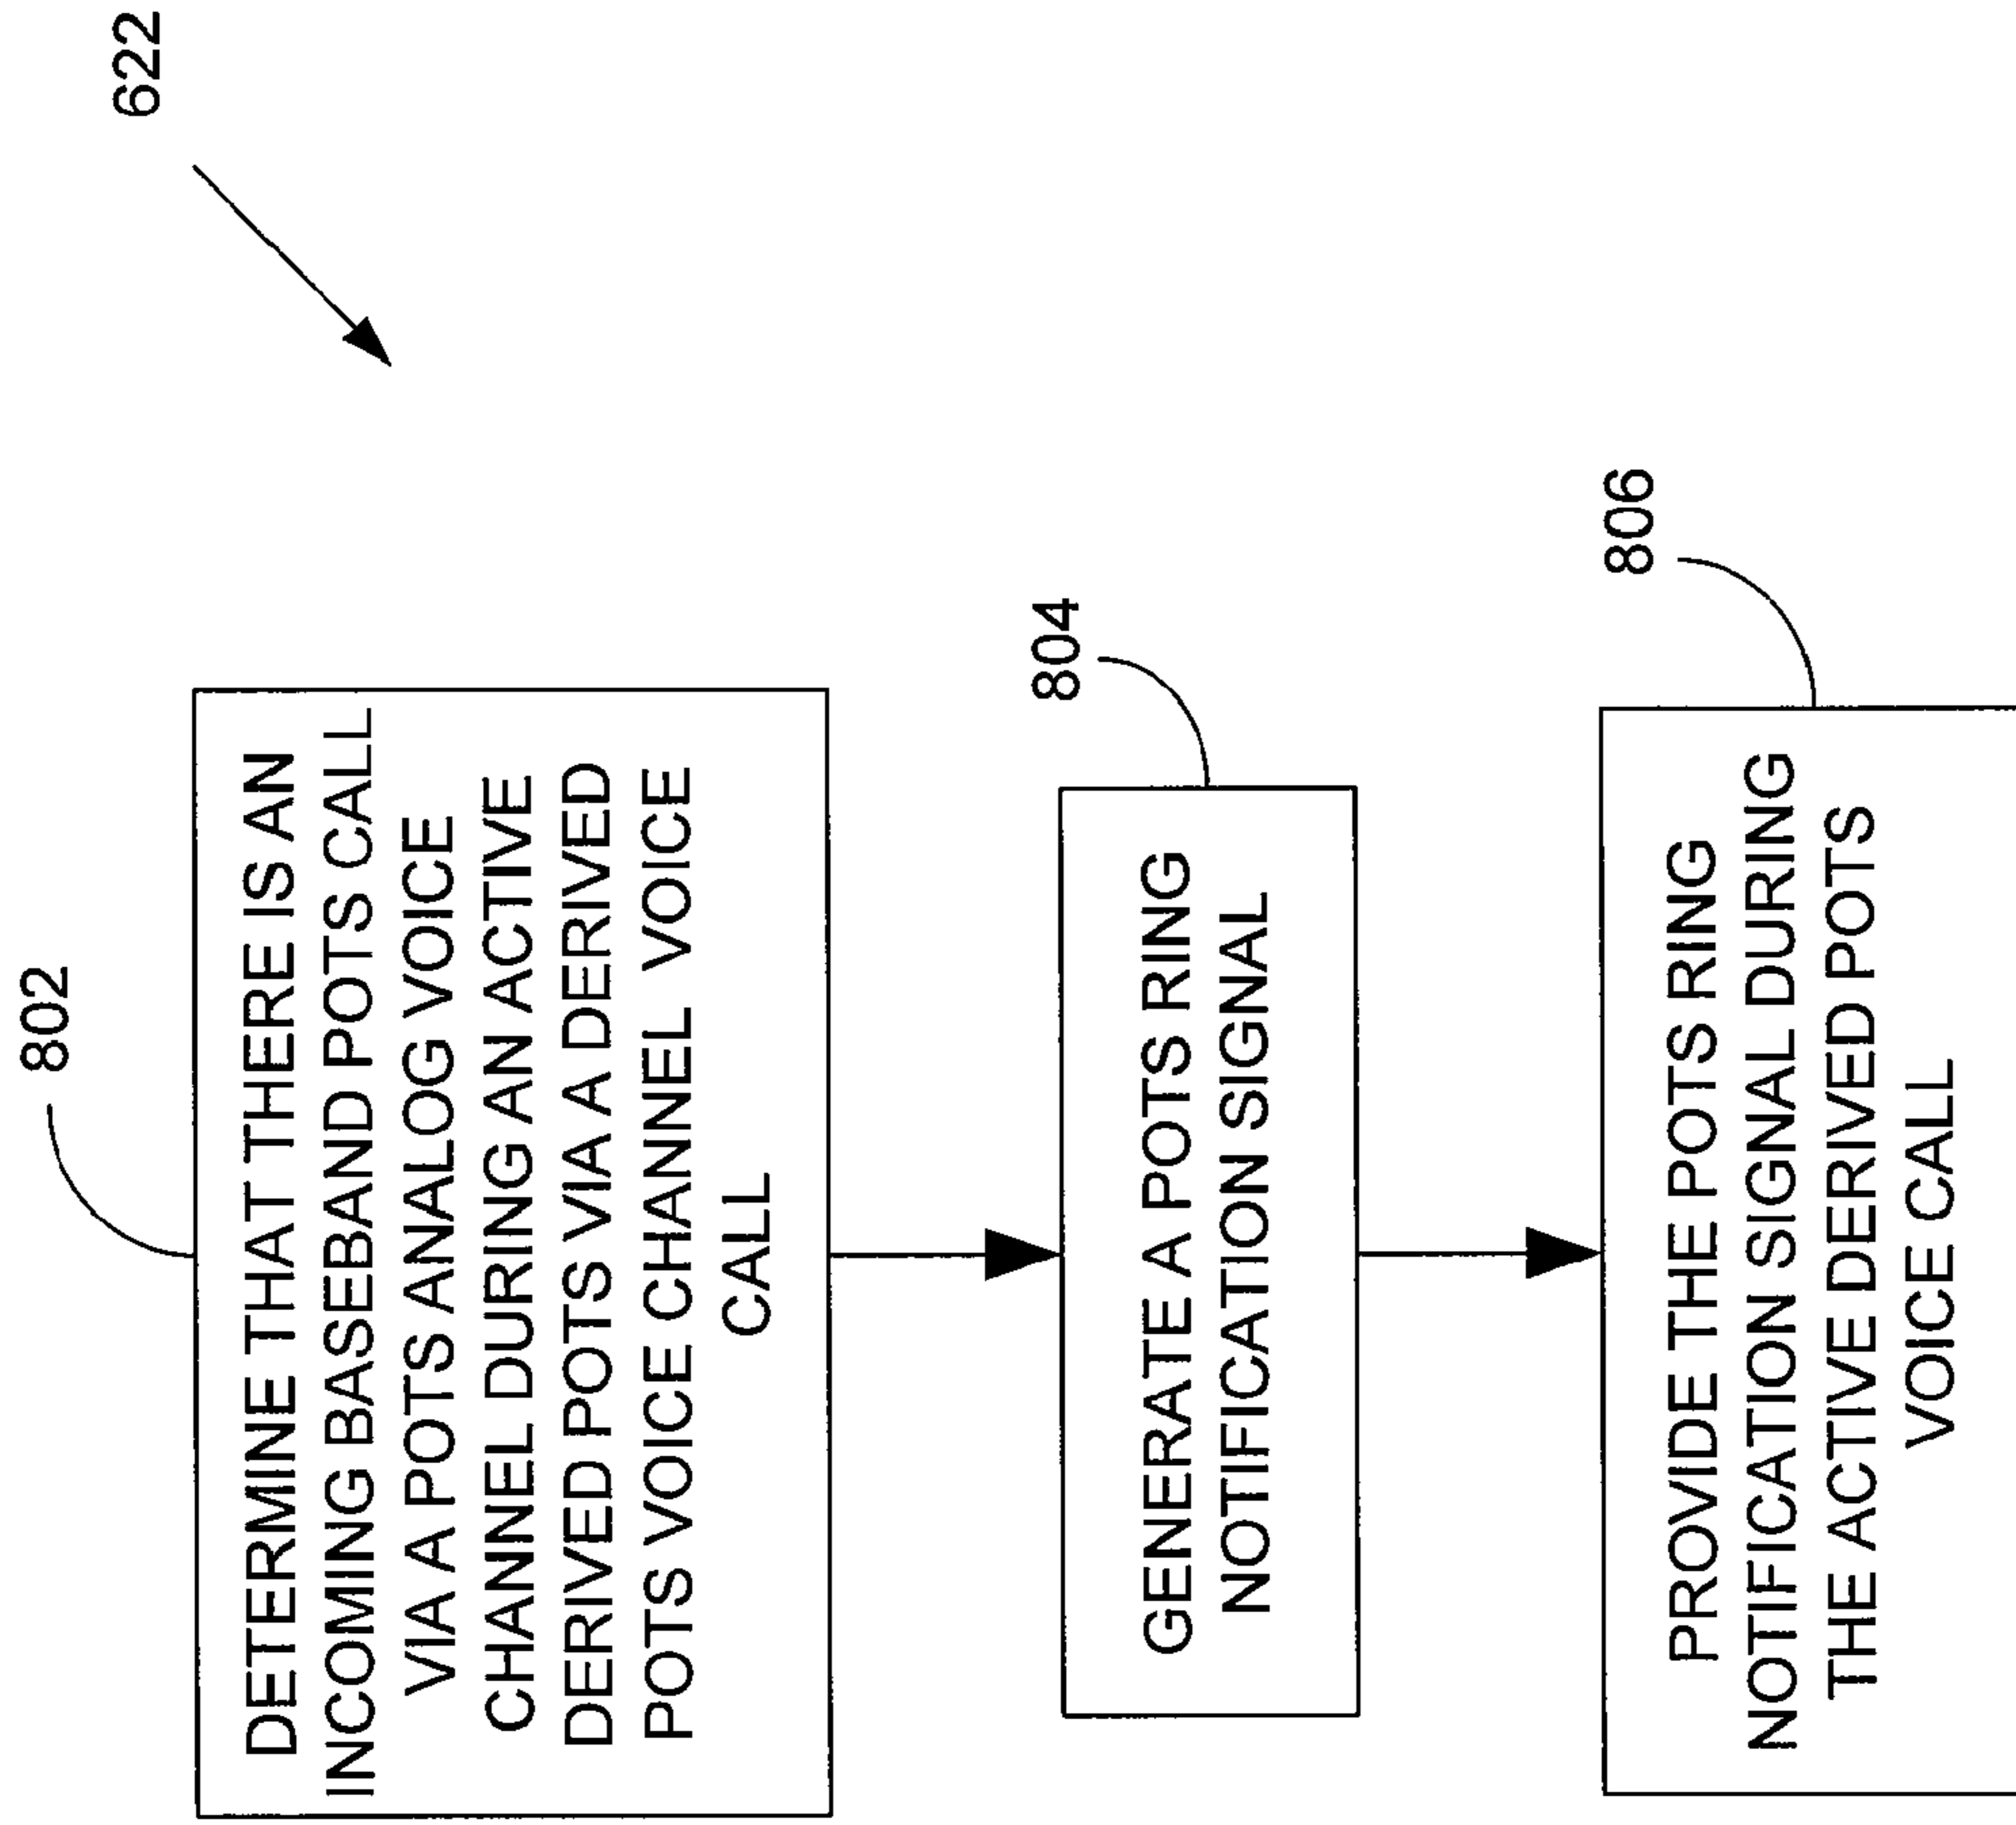 622
802
DETERMINE THAT THERE IS AN
INCOMING BASEBAND POTS CALL
VIA A POTS ANALOG VOICE
CHANNEL DURING AN ACTIVE
DERIVED POTS VIA A DERIVED
POTS VOICE CHANNEL VOICE
CALL
804
GENERATE A POTS RING
NOTIFICATION SIGNAL
806
PROVIDE THE POTS RING
NOTIFICATION SIGNAL DURING
THE ACTIVE DERIVED POTS
VOICE CALL